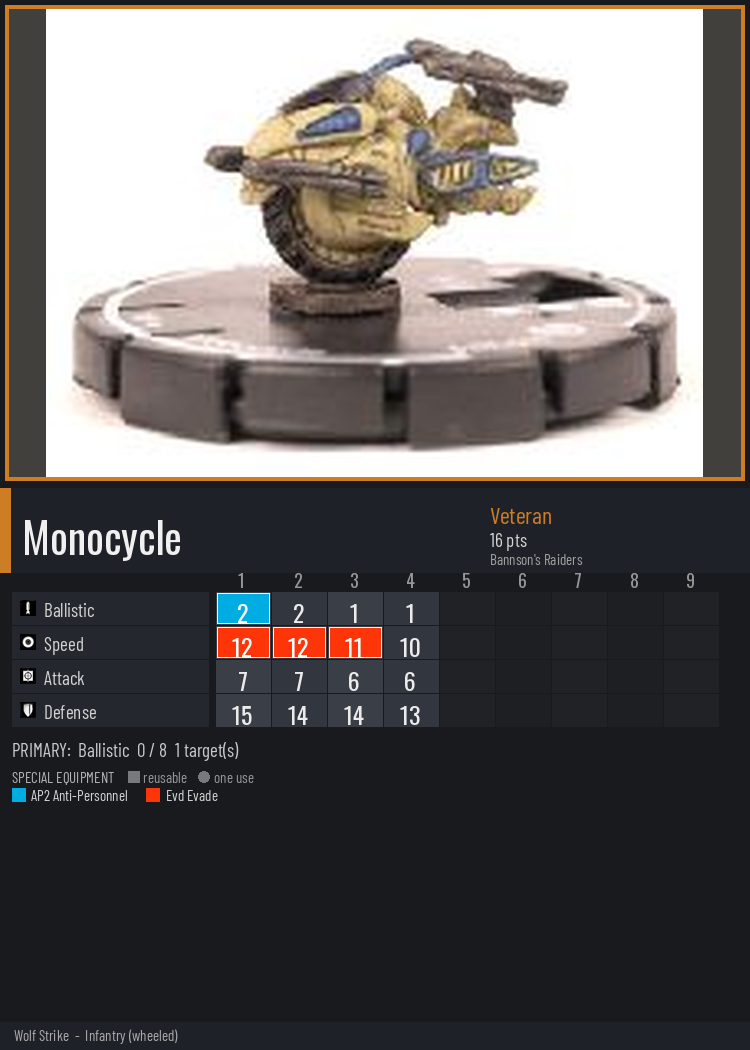 Monocycle
Veteran
16 pts
Bannson's Raiders
1 2 3 4 5 6 7 8 9
Ballistic 2 2 1 1
Speed 12 12 11 10
Attack 7 7 6 6
Defense 15 14 14 13
PRIMARY: Ballistic 0 / 8 1 target(s)
SPECIAL EQUIPMENT reusable one use
AP2 Anti-Personnel Evd Evade
Wolf Strike - Infantry (wheeled)